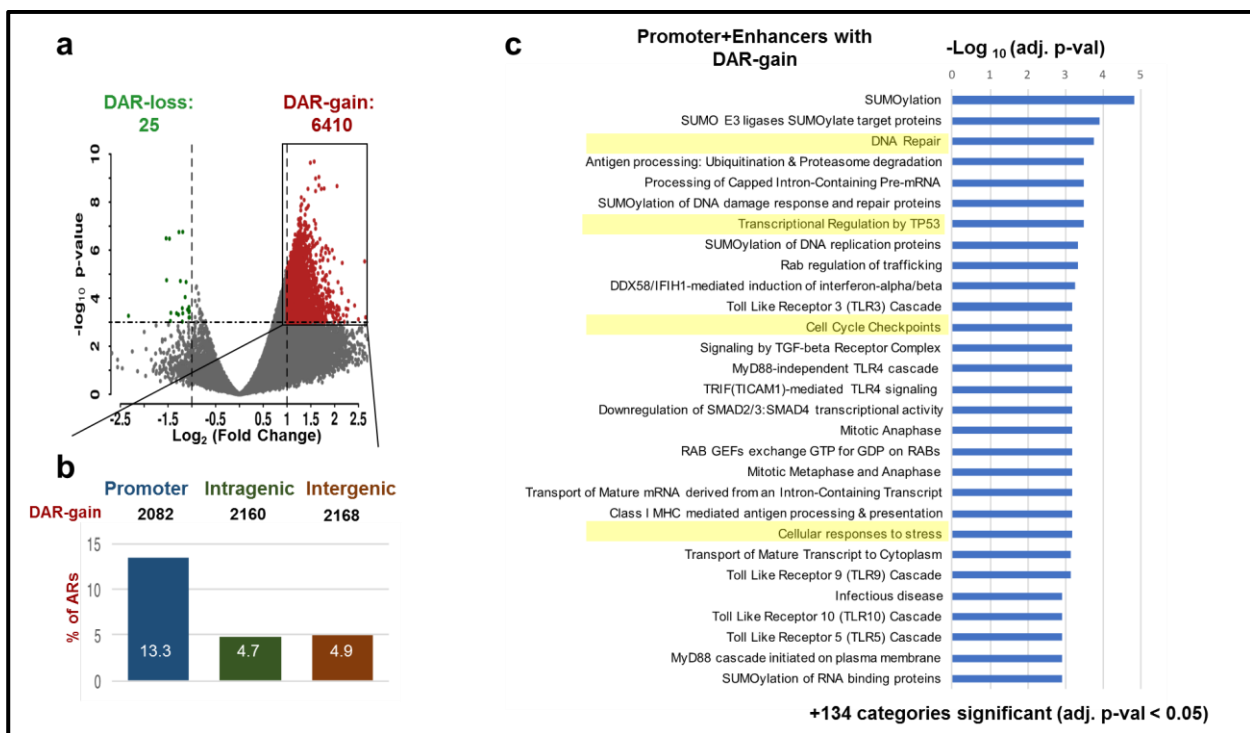 a
DAR-loss:
25
DAR-gain:
6410
-log10 p-value
10
8
6
4
2
0
-2.5 -1.5 -0.5 0.5 1 1.5 2 2.5
Log2 (Fold Change)
b
Promoter Intragenic Intergenic
DAR-gain 2082 2160 2168
% of ARs
15
10
5
0
13.3 4.7 4.9
c
Promoter+Enhancers with
DAR-gain
-Log 10 (adj. p-val)
0 1 2 3 4 5
SUMOylation
SUMO E3 ligases SUMOylate target proteins
DNA Repair
Antigen processing: Ubiquitination & Proteasome degradation
Processing of Capped Intron-Containing Pre-mRNA
SUMOylation of DNA damage response and repair proteins
Transcriptional Regulation by TP53
SUMOylation of DNA replication proteins
Rab regulation of trafficking
DDX58/IFIH1-mediated induction of interferon-alpha/beta
Toll Like Receptor 3 (TLR3) Cascade
Cell Cycle Checkpoints
Signaling by TGF-beta Receptor Complex
MyD88-independent TLR4 cascade
TRIF(TICAM1)-mediated TLR4 signaling
Downregulation of SMAD2/3:SMAD4 transcriptional activity
Mitotic Anaphase
RAB GEFs exchange GTP for GDP on RABs
Mitotic Metaphase and Anaphase
Transport of Mature mRNA derived from an Intron-Containing Transcript
Class I MHC mediated antigen processing & presentation
Cellular responses to stress
Transport of Mature Transcript to Cytoplasm
Toll Like Receptor 9 (TLR9) Cascade
Infectious disease
Toll Like Receptor 10 (TLR10) Cascade
Toll Like Receptor 5 (TLR5) Cascade
MyD88 cascade initiated on plasma membrane
SUMOylation of RNA binding proteins
+134 categories significant (adj. p-val < 0.05)